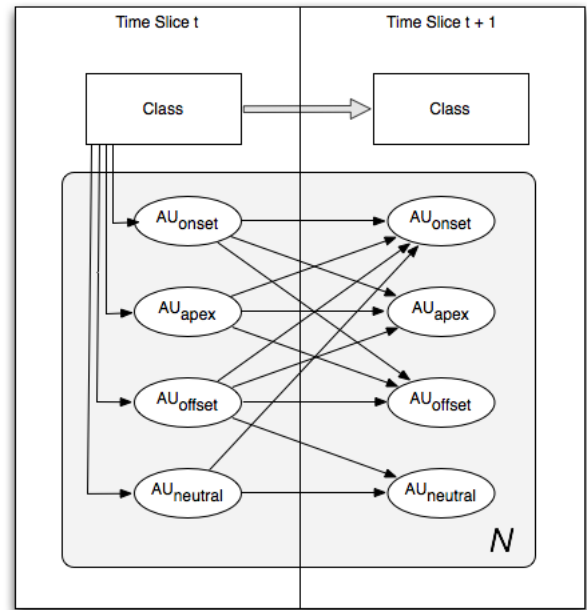 Time Slice t
Time Slice t + 1
Class
Class
AUonset
AUonset
AUapex
AUapex
AUoffset
AUoffset
AUneutral
AUneutral
N